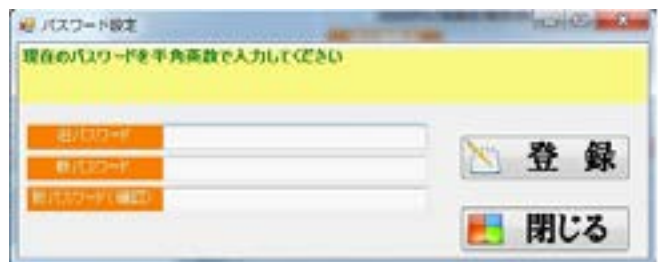 パスワード設定
現在のパスワードを半角英数で入力してください
旧パスワード
新パスワード
新パスワード(確認)
登 録
閉じる